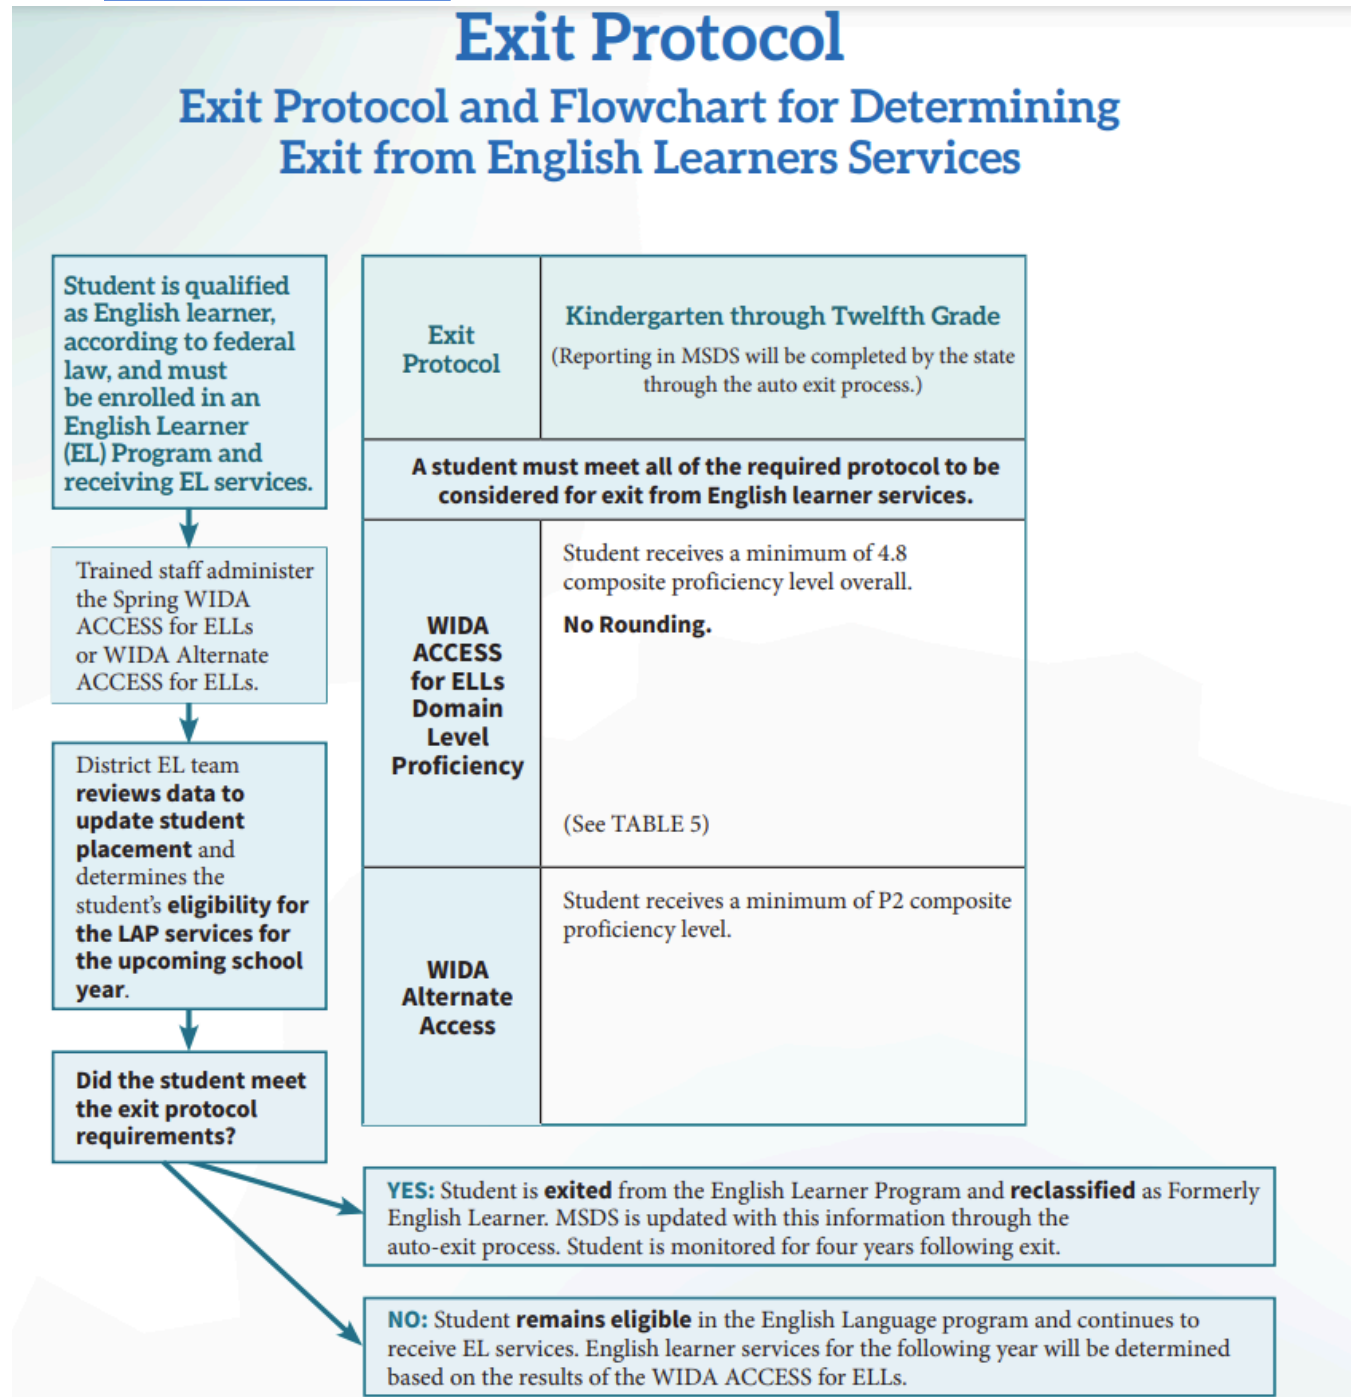 Exit Protocol
Exit Protocol and Flowchart for Determining
Exit from English Learners Services
Student is qualified
as English learner,
according to federal
law, and must
be enrolled in an
English Learner
(EL) Program and
receiving EL services.
Trained staff administer
the Spring WIDA
ACCESS for ELLs
or WIDA Alternate
ACCESS for ELLs.
District EL team
reviews data to
update student
placement and
determines the
student’s eligibility for
the LAP services for
the upcoming school
year.
Did the student meet
the exit protocol
requirements?
Exit
Protocol
Kindergarten through Twelfth Grade
(Reporting in MSDS will be completed by the state
through the auto exit process.)
A student must meet all of the required protocol to be
considered for exit from English learner services.
WIDA
ACCESS
for ELLs
Domain
Level
Proficiency
Student receives a minimum of 4.8
composite proficiency level overall.
No Rounding.
(See TABLE 5)
WIDA
Alternate
Access
Student receives a minimum of P2 composite
proficiency level.
YES: Student is exited from the English Learner Program and reclassified as Formerly
English Learner. MSDS is updated with this information through the
auto-exit process. Student is monitored for four years following exit.
NO: Student remains eligible in the English Language program and continues to
receive EL services. English learner services for the following year will be determined
based on the results of the WIDA ACCESS for ELLs.